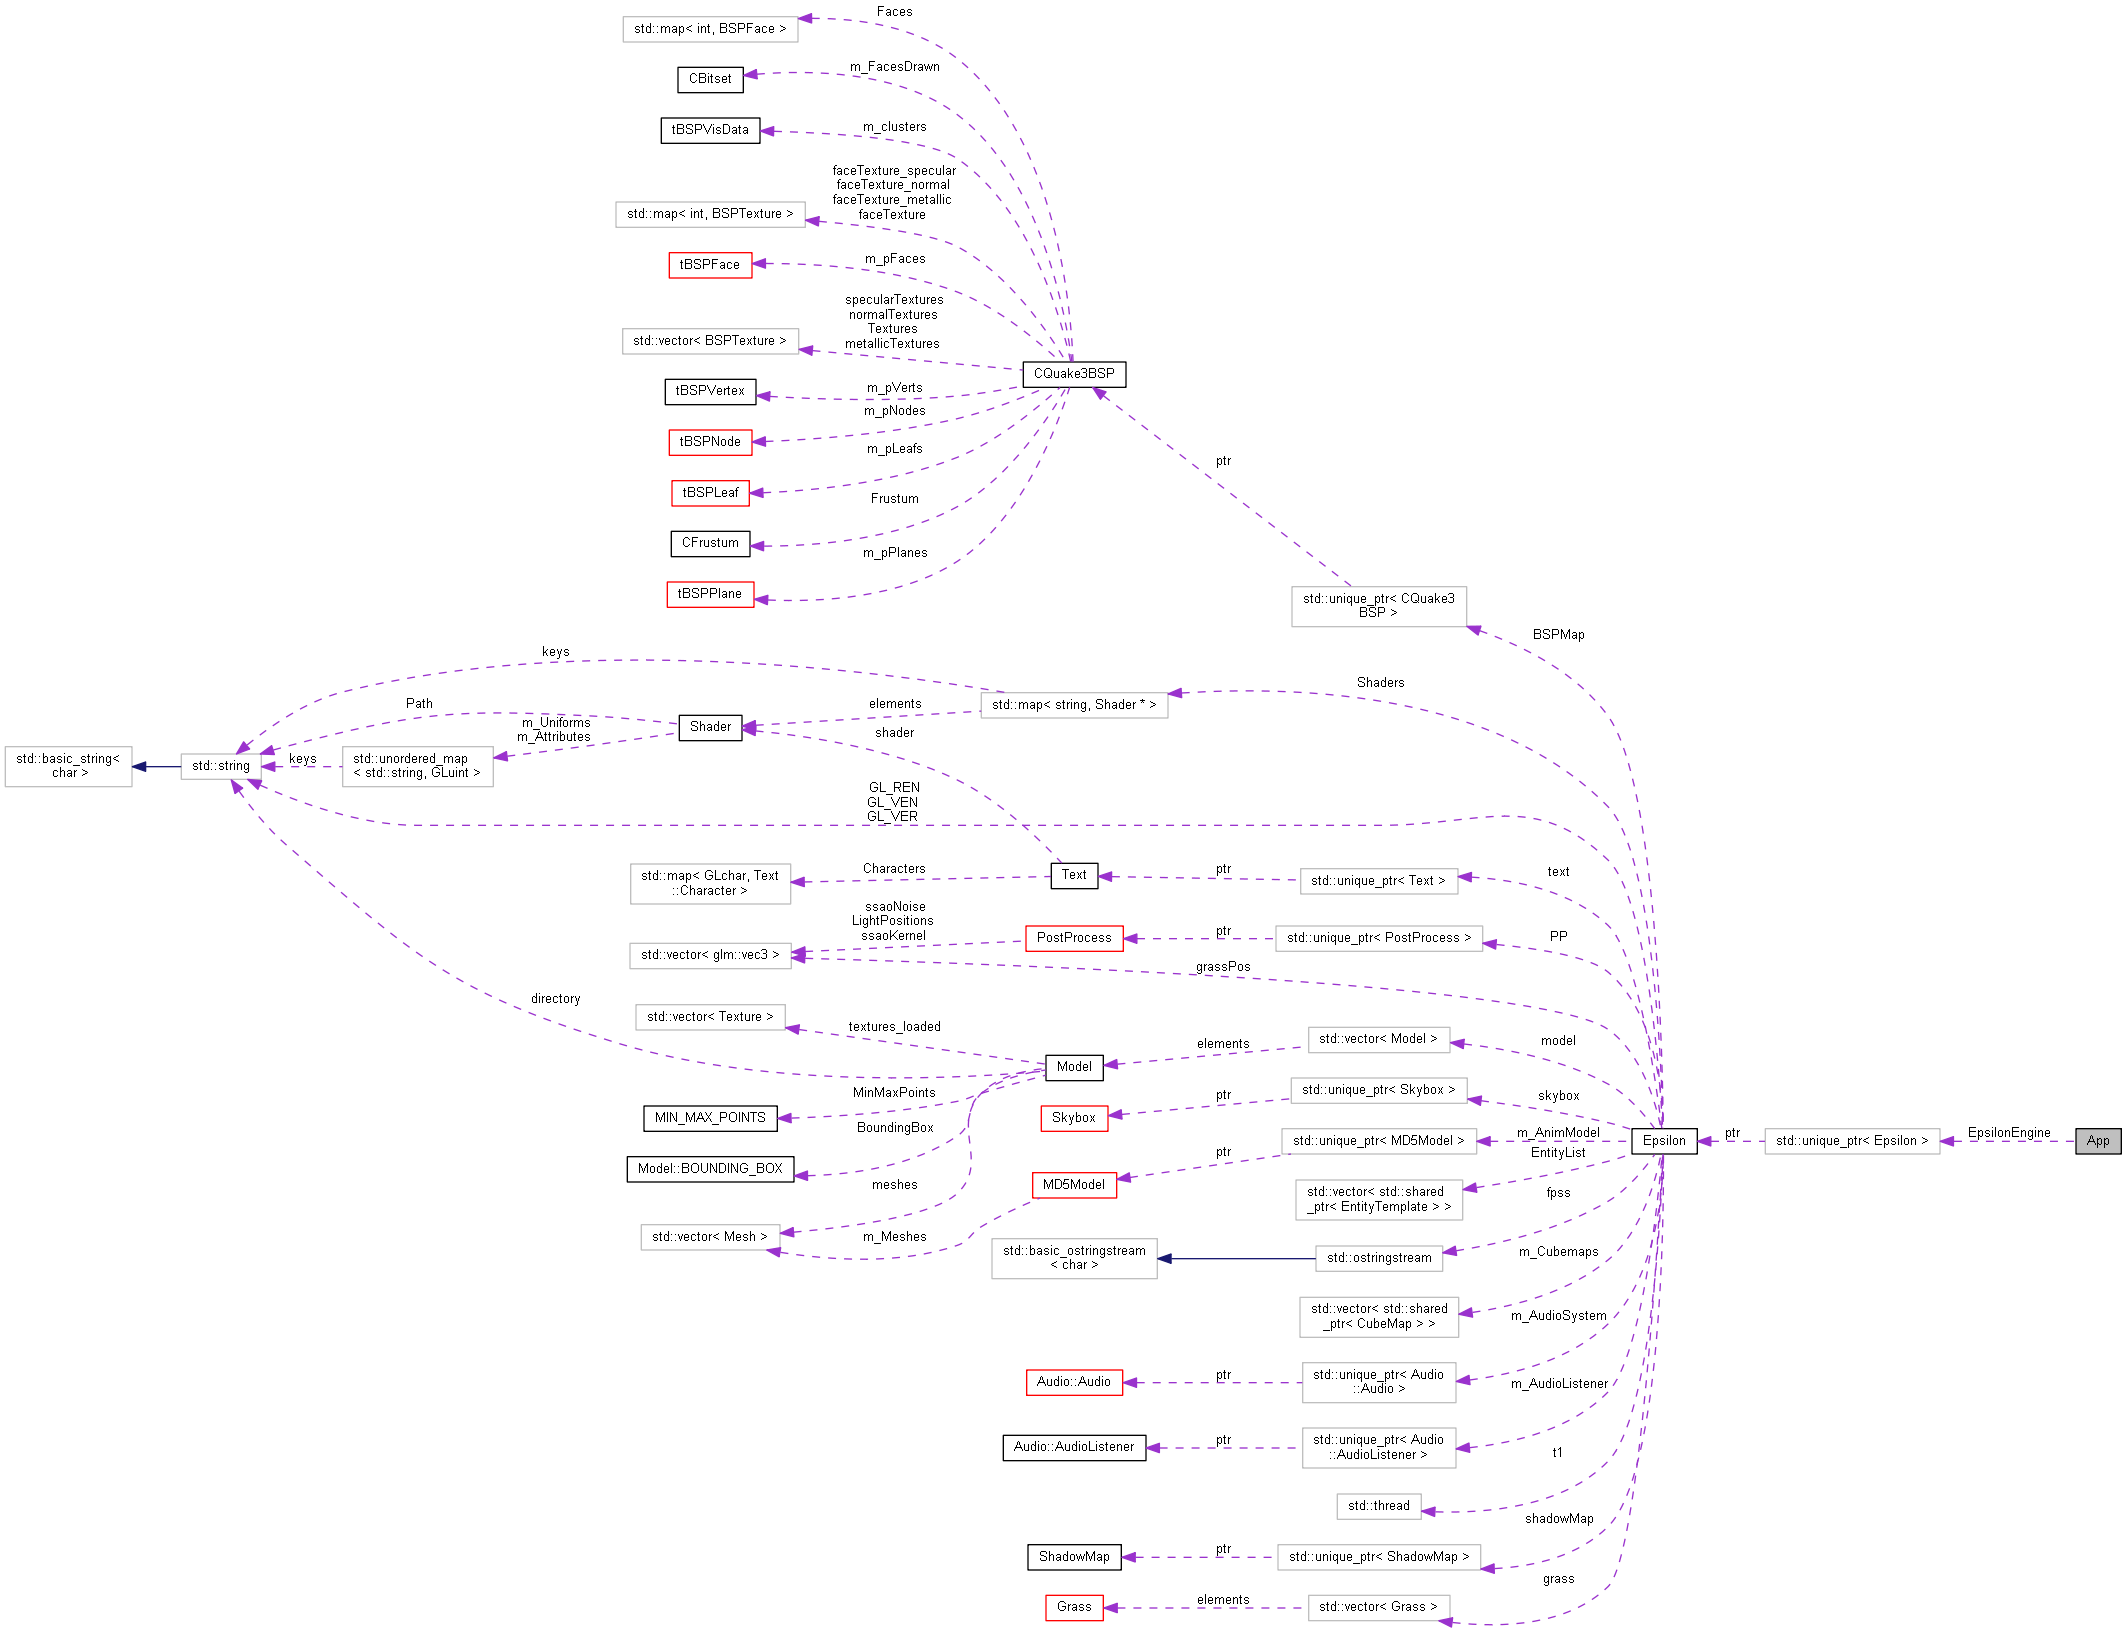 Faces
std::map< int, BSPFace >
m_FacesDrawn
CBitset
m_clusters
tBSPVisData
faceTexture_specular
faceTexture_normal
faceTexture_metallic
faceTexture
std::map< int, BSPTexture >
m_pFaces
tBSPFace
specularTextures
normalTextures
Textures
metallicTextures
std::vector< BSPTexture >
CQuake3BSP
m_pVerts
tBSPVertex
m_pNodes
tBSPNode
m_pLeafs
tBSPLeaf
ptr
Frustum
CFrustum
m_pPlanes
tBSPPlane
std::unique_ptr< CQuake3
BSP >
BSPMap
keys
Shaders
Path
elements
std::map< string, Shader * >
m_Uniforms
m_Attributes
Shader
shader
std::basic_string<
char >
std::string
keys
std::unordered_map
< std::string, GLuint >
GL_REN
GL_VEN
GL_VER
Characters
std::map< GLchar, Text
::Character >
Text
ptr
std::unique_ptr< Text >
text
ssaoNoise
LightPositions
ssaoKernel
PostProcess
ptr
std::unique_ptr< PostProcess >
PP
std::vector< glm::vec3 >
grassPos
directory
std::vector< Texture >
textures_loaded
elements
std::vector< Model >
model
Model
MinMaxPoints
MIN_MAX_POINTS
Skybox
ptr
std::unique_ptr< Skybox >
skybox
BoundingBox
Model::BOUNDING_BOX
std::unique_ptr< MD5Model >
m_AnimModel
Epsilon
ptr
std::unique_ptr< Epsilon >
EpsilonEngine
App
ptr
EntityList
meshes
MD5Model
std::vector< std::shared
_ptr< EntityTemplate > >
fpss
std::vector< Mesh >
m_Meshes
std::basic_ostringstream
< char >
std::ostringstream
m_Cubemaps
std::vector< std::shared
_ptr< CubeMap > >
m_AudioSystem
Audio::Audio
ptr
std::unique_ptr< Audio
::Audio >
m_AudioListener
Audio::AudioListener
ptr
std::unique_ptr< Audio
::AudioListener >
t1
std::thread
shadowMap
ShadowMap
ptr
std::unique_ptr< ShadowMap >
grass
Grass
elements
std::vector< Grass >